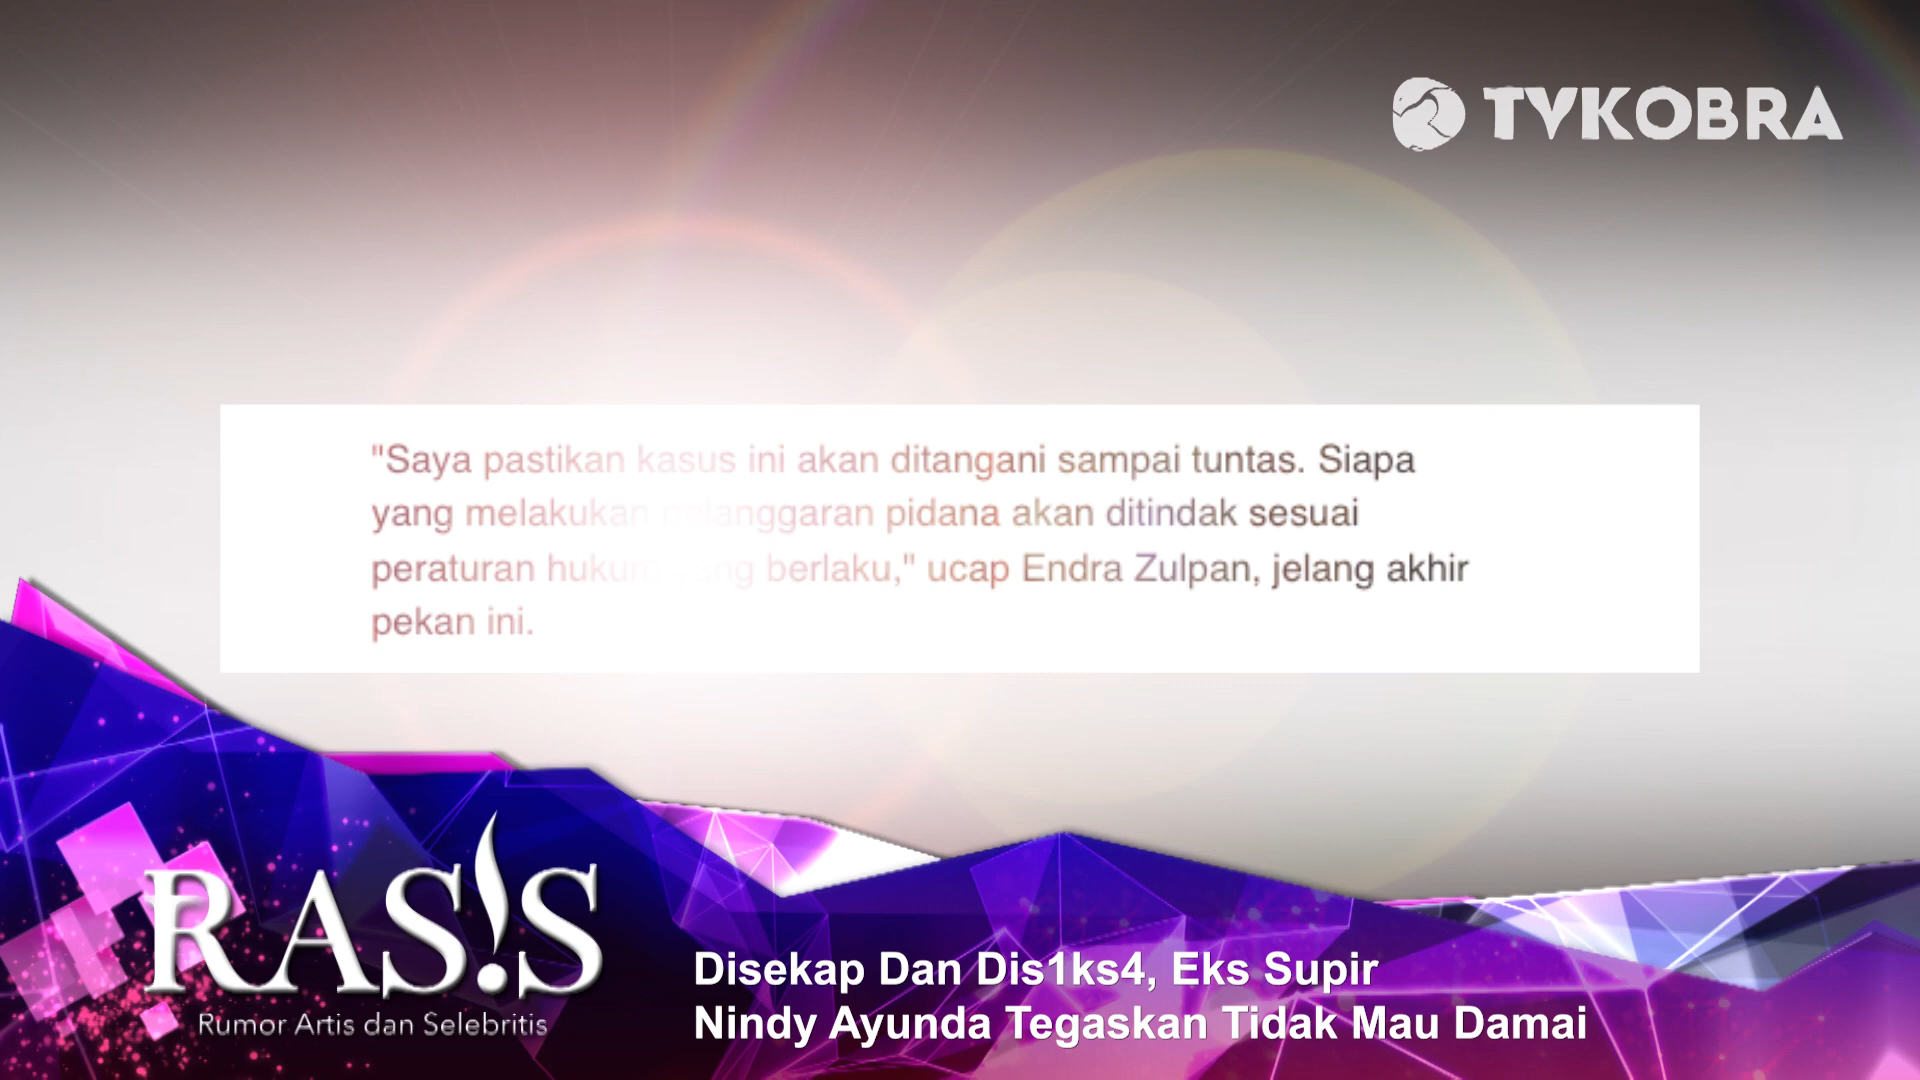 TVKOBRA
"Saya pastikan kasus ini akan ditangani sampai tuntas. Siapa
yang melakukan pelanggaran pidana akan ditindak sesuai
peraturan hukum yang berlaku," ucap Endra Zulpan, jelang akhir
pekan ini.
RAS!S
Rumor Artis dan Selebritis
Disekap Dan Dis1ks4, Eks Supir
Nindy Ayunda Tegaskan Tidak Mau Damai